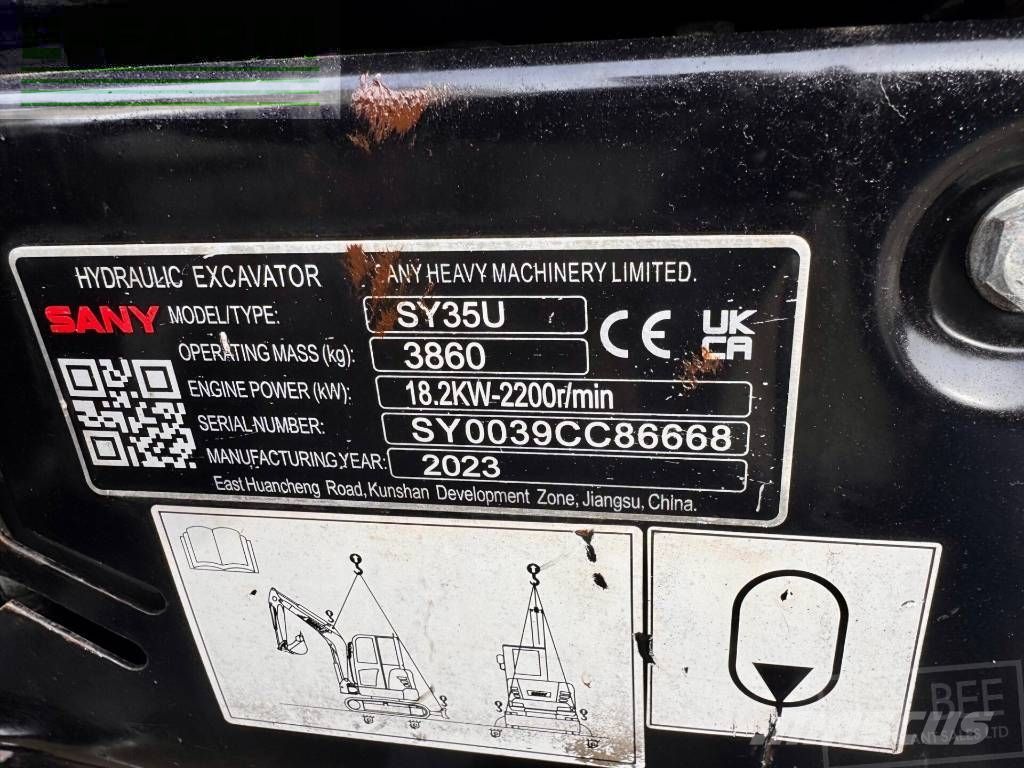 HYDRAULIC EXCAVATOR ANY HEAVY MACHINERY LIMITED.
SANY MODEL/TYPE: SY35U
CE UK CA
OPERATING MASS (kg): 3860
ENGINE POWER (kW): 18.2KW-2200r/min
SERIAL NUMBER: SY0039CC86668
MANUFACTURING YEAR: 2023
East Huancheng Road, Kunshan Development Zone, Jiangsu, China.
BEE